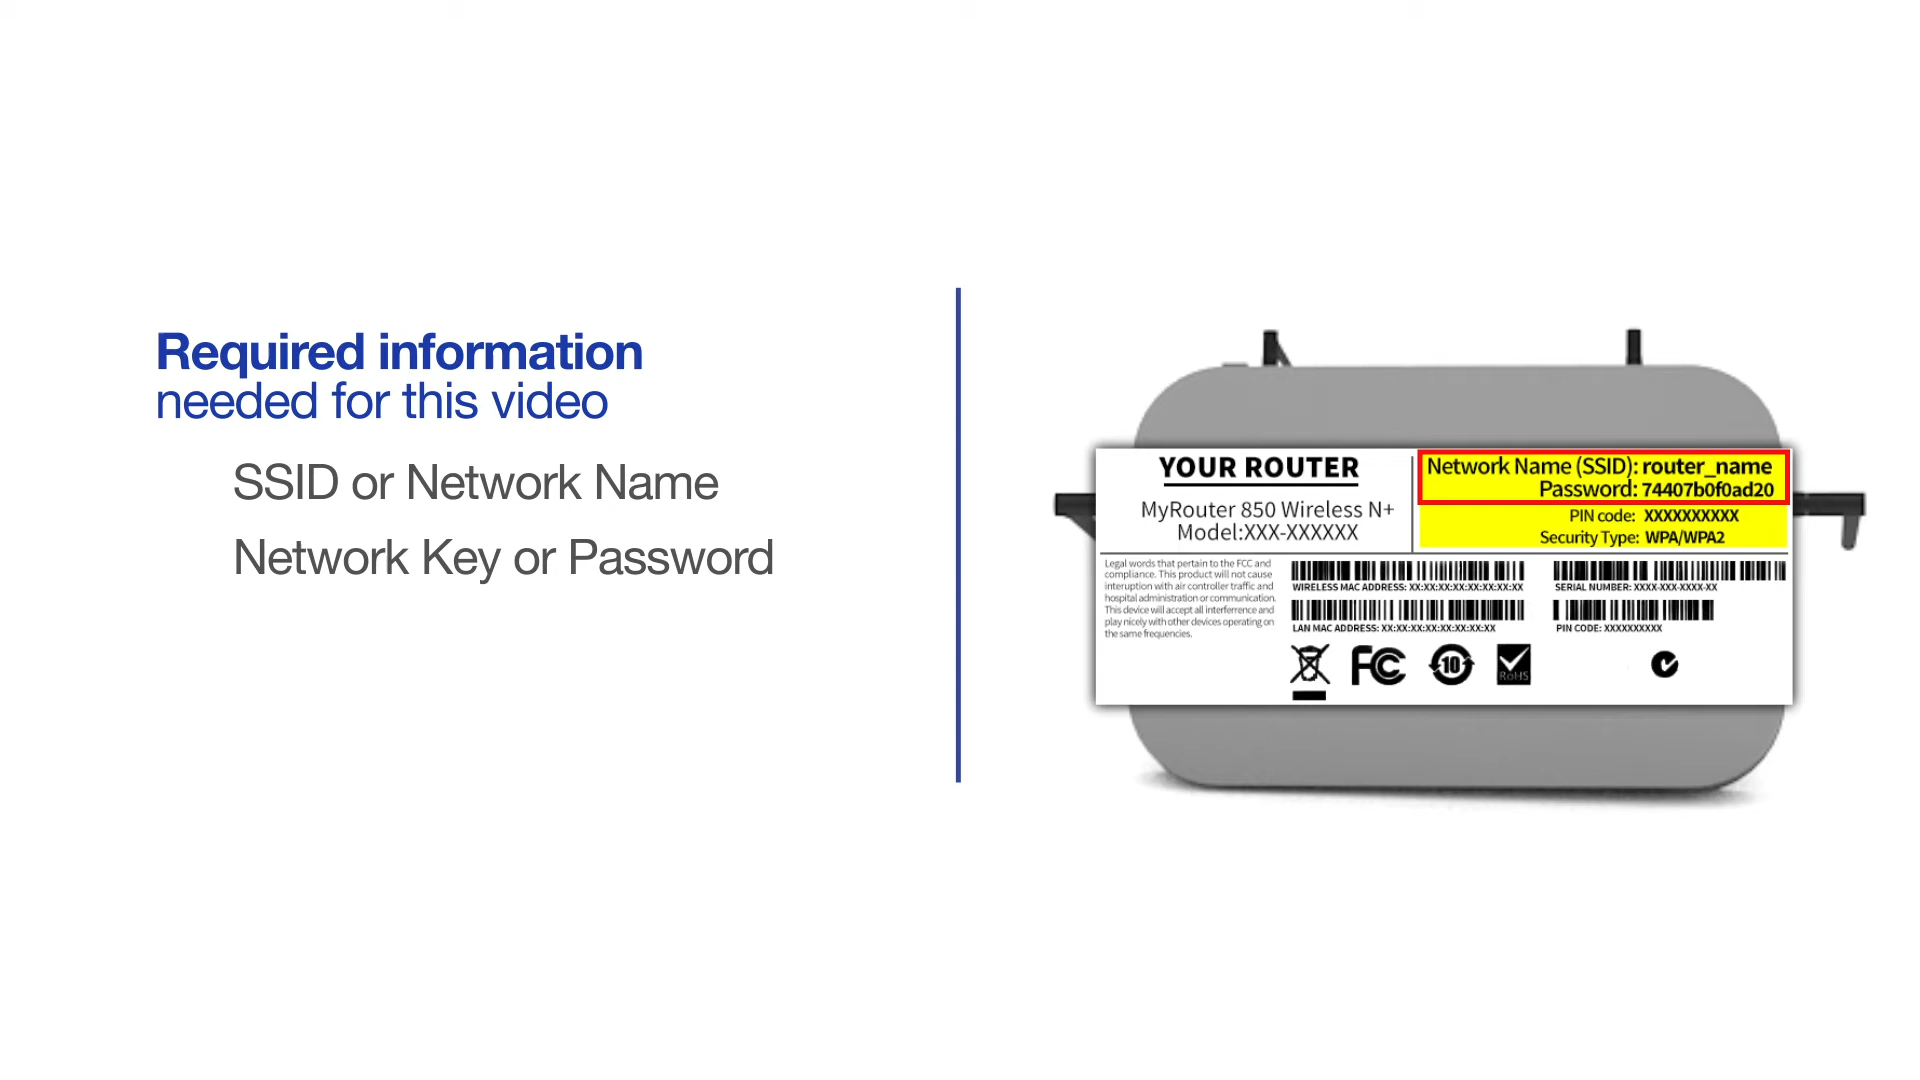 Required information
needed for this video
SSID or Network Name
Network Key or Password
YOUR ROUTER
MyRouter 850 Wireless N+
Model:XXX-XXXXXX
Network Name (SSID): router_name
Password: 74407b0f0ad20
PIN code: XXXXXXXXXX
Security Type: WPA/WPA2
Legal words that pertain to the FCC and
compliance. This product will not cause
interuption with air controller traffic and
hospital administration or communication.
This device will accept all interferrence and
play nicely with other devices operating on
the same frequencies.
WIRELESS MAC ADDRESS: XX:XX:XX:XX:XX:XX:XX:XX
SERIAL NUMBER: XXXX-XXX-XXXX-XX
LAN MAC ADDRESS: XX:XX:XX:XX:XX:XX:XX:XX
PIN CODE: XXXXXXXXXX
FC
10
RoHS